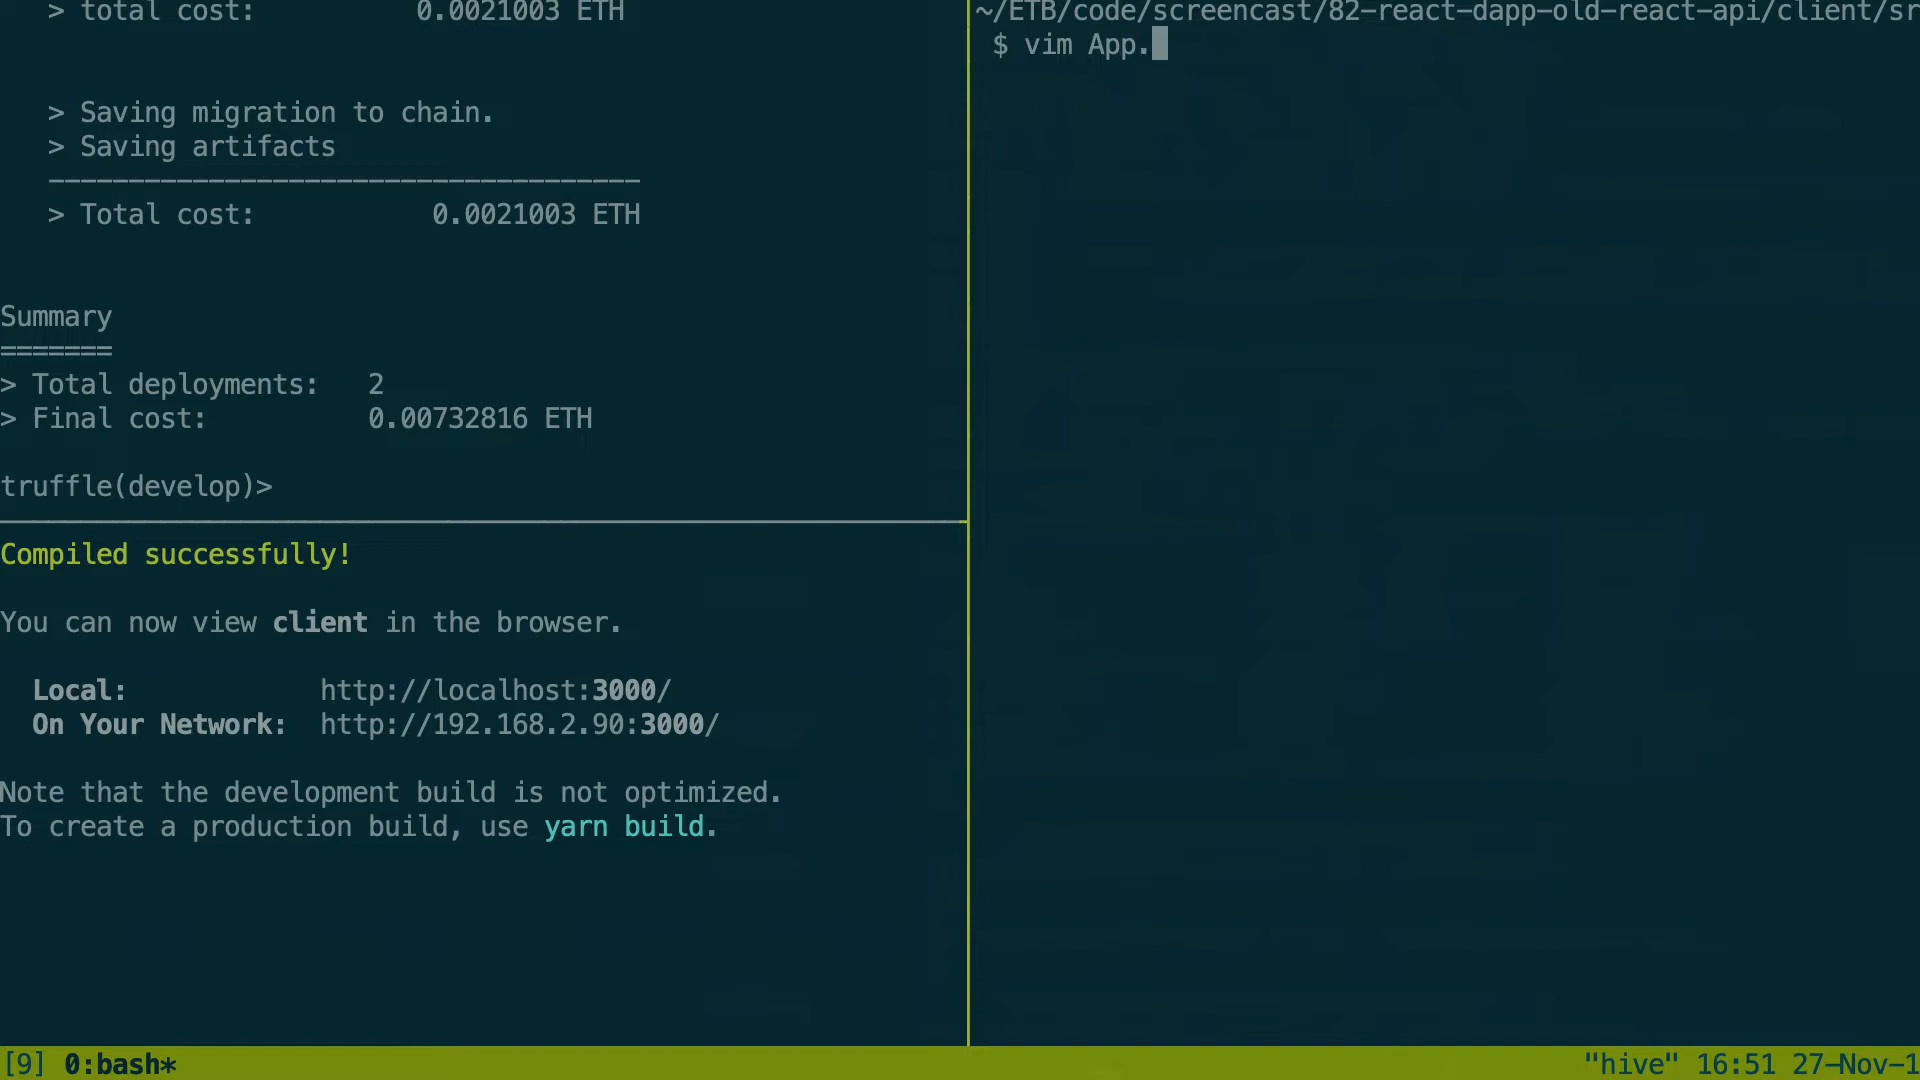 > total cost:          0.0021003 ETH
> Saving migration to chain.
> Saving artifacts
-------------------------------------
> Total cost:           0.0021003 ETH
Summary
=======
> Total deployments:   2
> Final cost:          0.00732816 ETH
truffle(develop)>
Compiled successfully!
You can now view client in the browser.
Local:            http://localhost:3000/
On Your Network:  http://192.168.2.90:3000/
Note that the development build is not optimized.
To create a production build, use yarn build.
~/ETB/code/screencast/82-react-dapp-old-react-api/client/sr
$ vim App.
[9] 0:bash*
"hive" 16:51 27-Nov-1